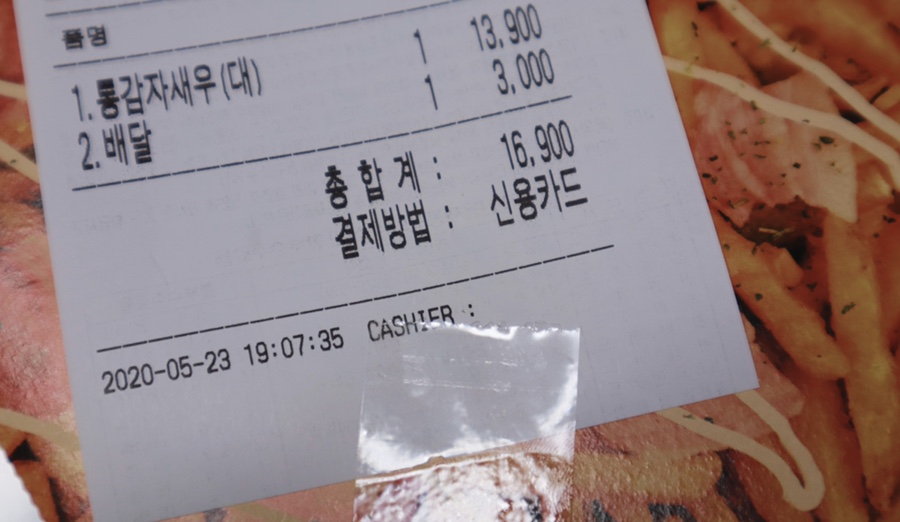 품명
1. 통감자새우(대) 1 13,900
2. 배달 1 3,000
총 합 계 : 16,900
결제방법 : 신용카드
2020-05-23 19:07:35 CASHIER :